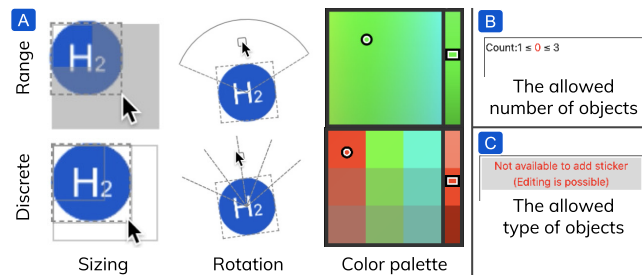 A
Range
H2
H2
Discrete
H2
H2
Sizing
Rotation
Color palette
B
Count:1 ≤ 0 ≤ 3
The allowed
number of objects
C
Not available to add sticker
(Editing is possible)
The allowed
type of objects